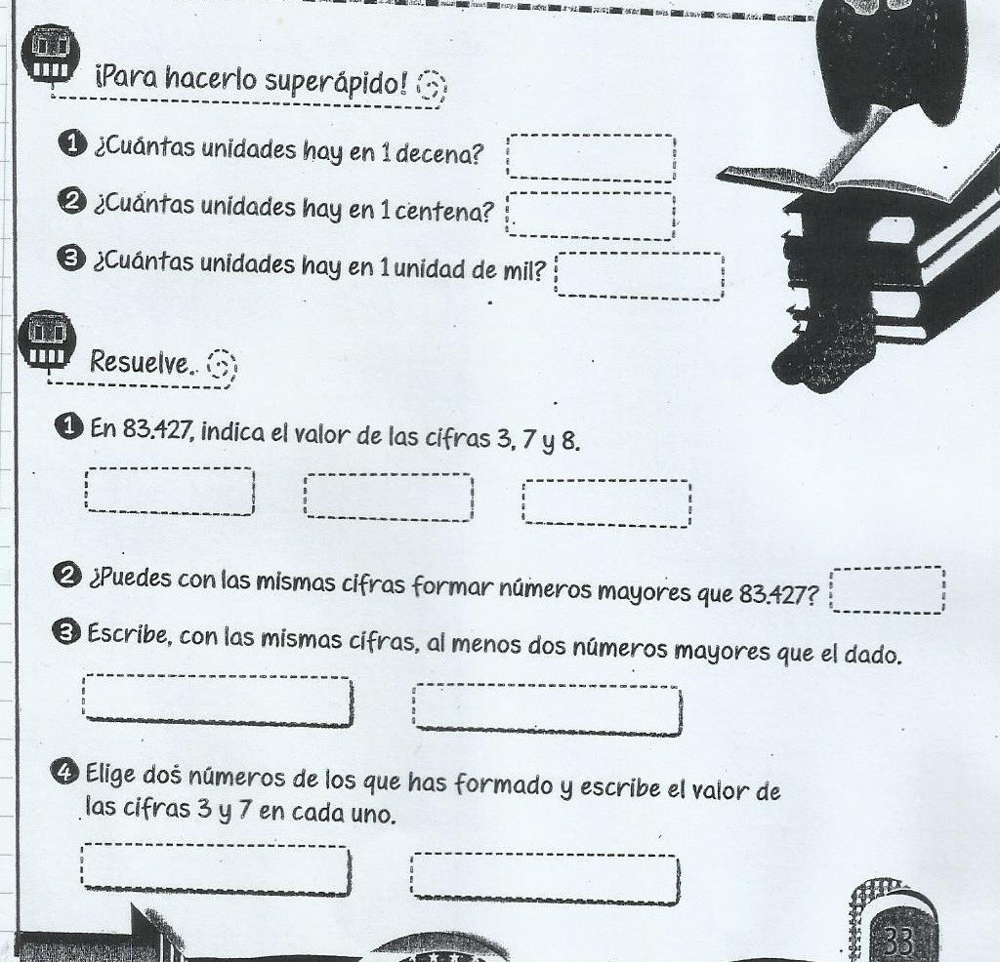 ¡Para hacerlo superápido!
1 ¿Cuántas unidades hay en 1 decena?
2 ¿Cuántas unidades hay en 1 centena?
3 ¿Cuántas unidades hay en 1 unidad de mil?
Resuelve.
1 En 83.427, indica el valor de las cifras 3, 7 y 8.
2 ¿Puedes con las mismas cifras formar números mayores que 83.427?
3 Escribe, con las mismas cifras, al menos dos números mayores que el dado.
4 Elige dos números de los que has formado y escribe el valor de
las cifras 3 y 7 en cada uno.
33